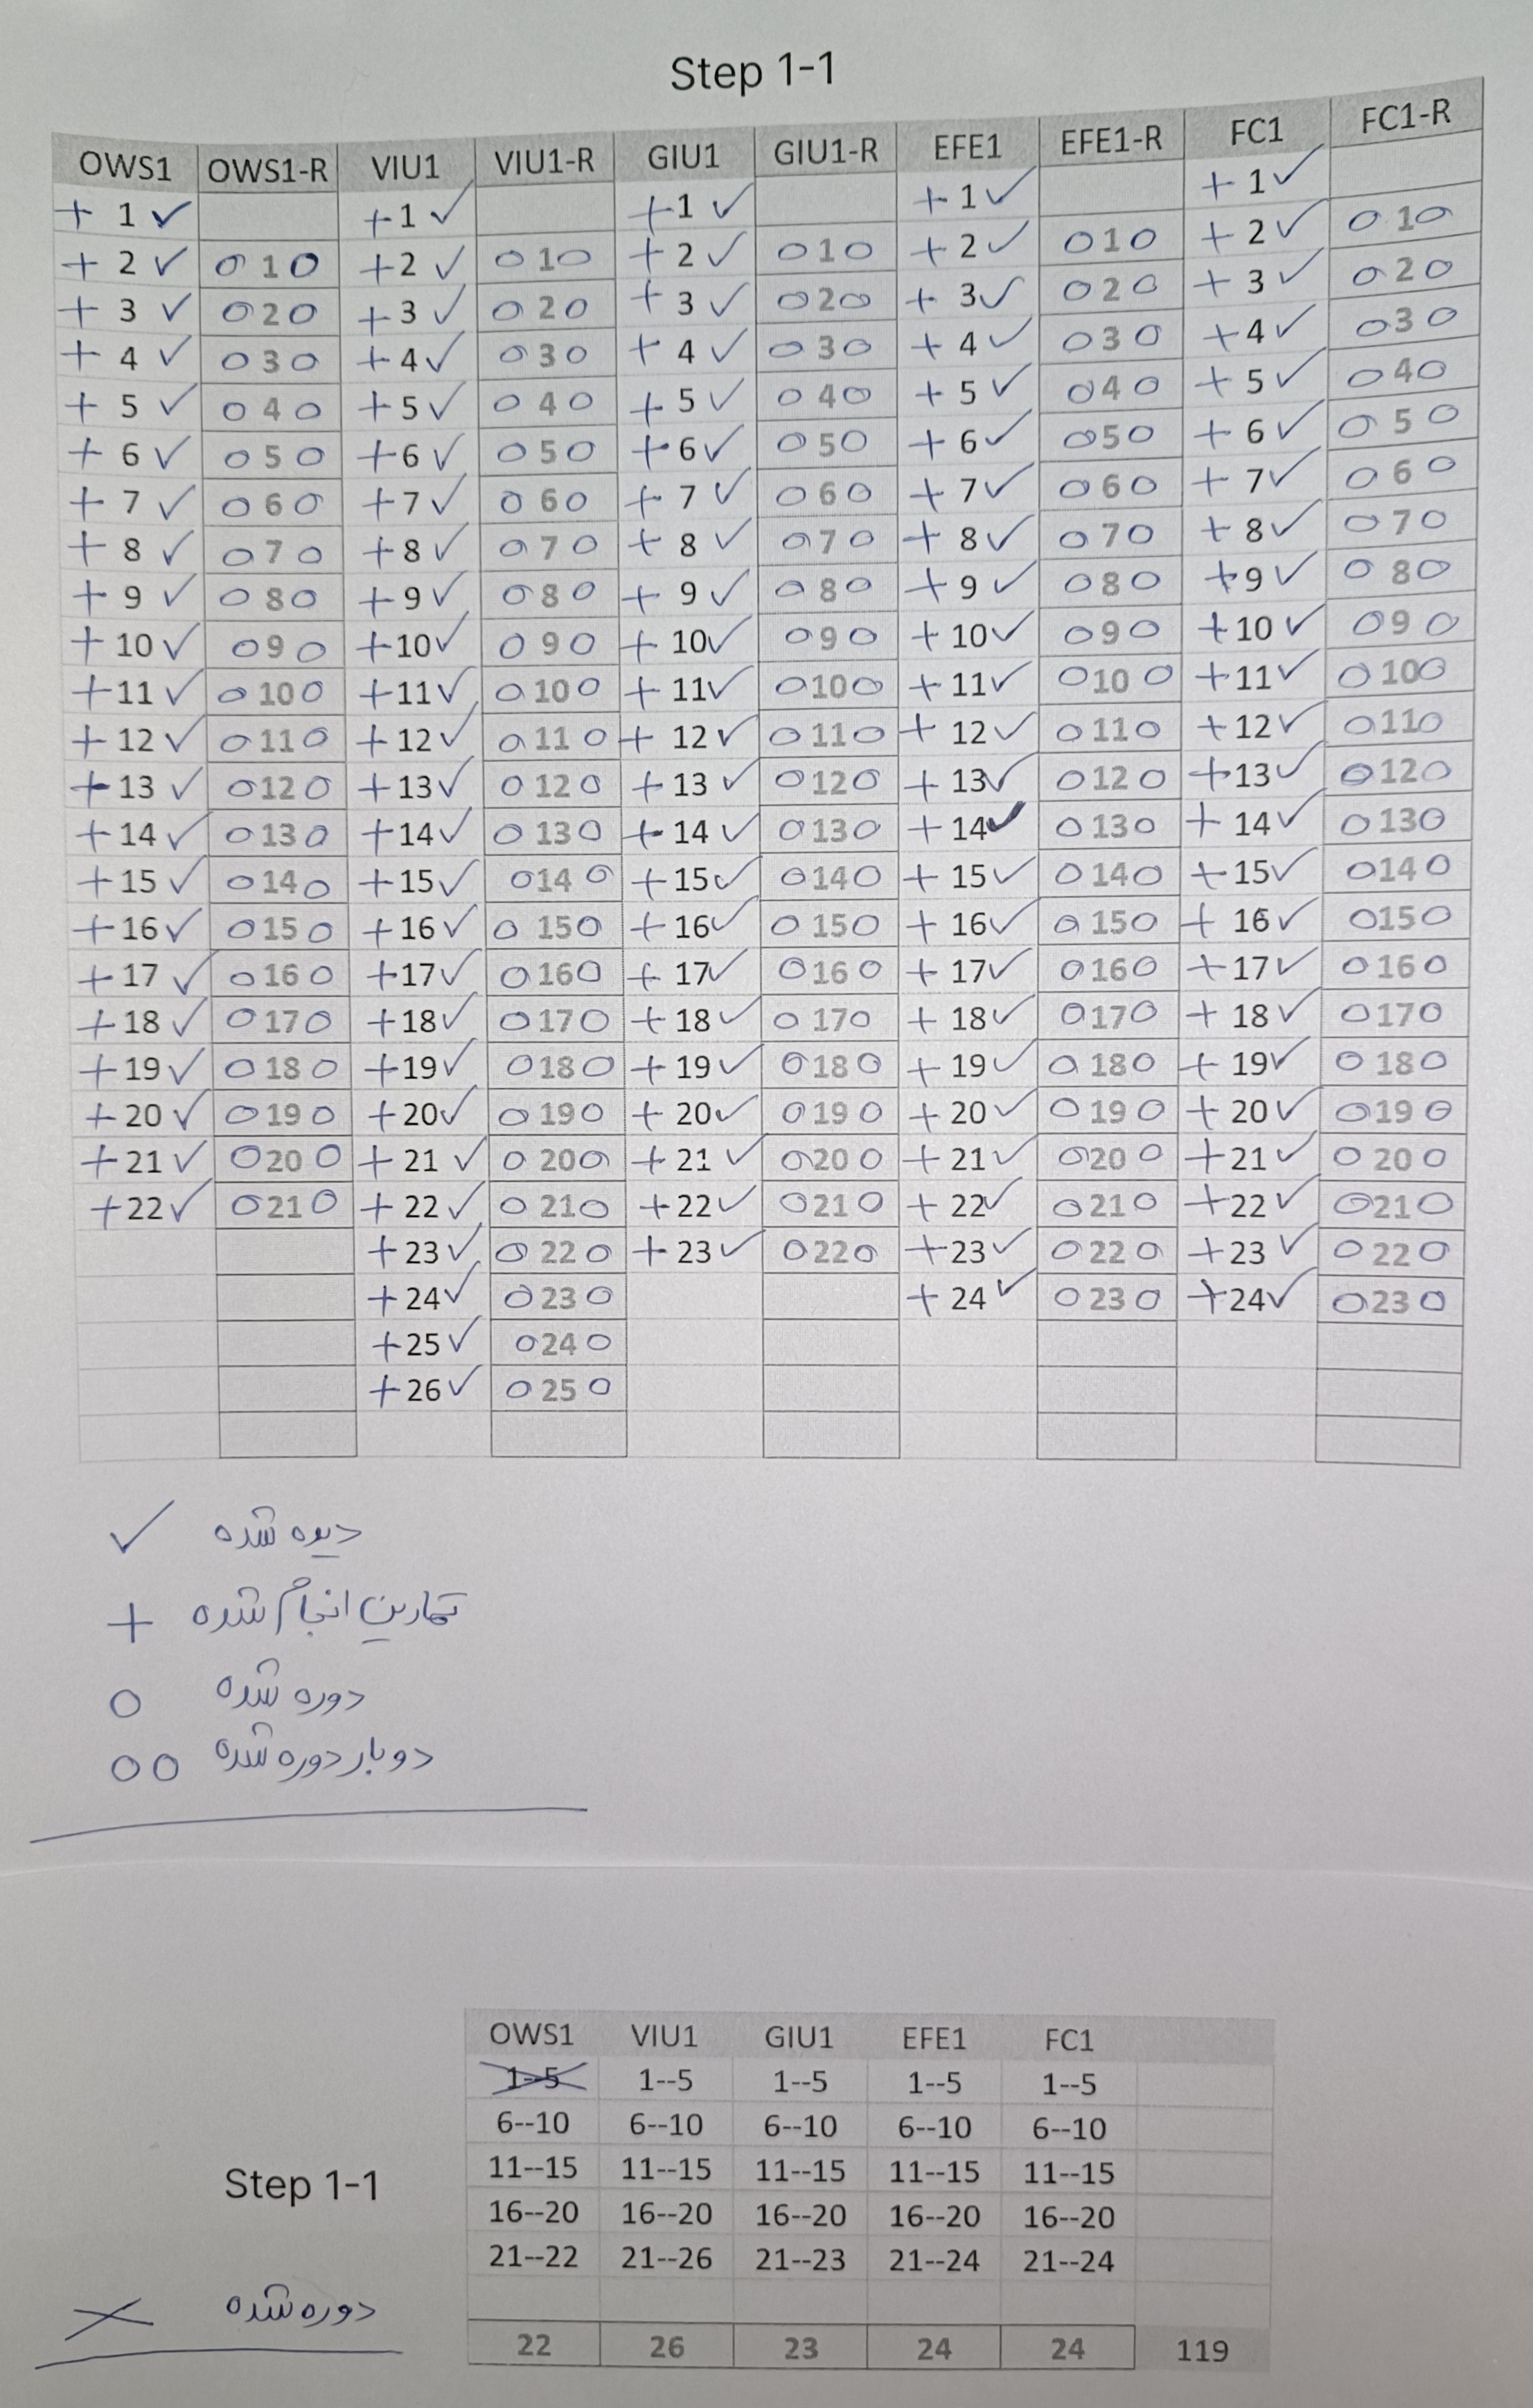 Step 1-1
OWS1 OWS1-R VIU1 VIU1-R GIU1 GIU1-R EFE1 EFE1-R FC1 FC1-R
+ 1 ✓ + 1 ✓ + 1 ✓ + 1 ✓ + 1 ✓
+ 2 ✓ O 1 O + 2 ✓ O 1 O + 2 ✓ O 1 O + 2 ✓ O 1 O + 2 ✓ O 1 O
+ 3 ✓ O 2 O + 3 ✓ O 2 O + 3 ✓ O 2 O + 3 ✓ O 2 O + 3 ✓ O 2 O
+ 4 ✓ O 3 O + 4 ✓ O 3 O + 4 ✓ O 3 O + 4 ✓ O 3 O + 4 ✓ O 3 O
+ 5 ✓ O 4 O + 5 ✓ O 4 O + 5 ✓ O 4 O + 5 ✓ O 4 O + 5 ✓ O 4 O
+ 6 ✓ O 5 O + 6 ✓ O 5 O + 6 ✓ O 5 O + 6 ✓ O 5 O + 6 ✓ O 5 O
+ 7 ✓ O 6 O + 7 ✓ O 6 O + 7 ✓ O 6 O + 7 ✓ O 6 O + 7 ✓ O 6 O
+ 8 ✓ O 7 O + 8 ✓ O 7 O + 8 ✓ O 7 O + 8 ✓ O 7 O + 8 ✓ O 7 O
+ 9 ✓ O 8 O + 9 ✓ O 8 O + 9 ✓ O 8 O + 9 ✓ O 8 O + 9 ✓ O 8 O
+ 10 ✓ O 9 O + 10 ✓ O 9 O + 10 ✓ O 9 O + 10 ✓ O 9 O + 10 ✓ O 9 O
+ 11 ✓ O 10 O + 11 ✓ O 10 O + 11 ✓ O 10 O + 11 ✓ O 10 O + 11 ✓ O 10 O
+ 12 ✓ O 11 O + 12 ✓ O 11 O + 12 ✓ O 11 O + 12 ✓ O 11 O + 12 ✓ O 11 O
+ 13 ✓ O 12 O + 13 ✓ O 12 O + 13 ✓ O 12 O + 13 ✓ O 12 O + 13 ✓ O 12 O
+ 14 ✓ O 13 O + 14 ✓ O 13 O + 14 ✓ O 13 O + 14 ✓ O 13 O + 14 ✓ O 13 O
+ 15 ✓ O 14 O + 15 ✓ O 14 O + 15 ✓ O 14 O + 15 ✓ O 14 O + 15 ✓ O 14 O
+ 16 ✓ O 15 O + 16 ✓ O 15 O + 16 ✓ O 15 O + 16 ✓ O 15 O + 16 ✓ O 15 O
+ 17 ✓ O 16 O + 17 ✓ O 16 O + 17 ✓ O 16 O + 17 ✓ O 16 O + 17 ✓ O 16 O
+ 18 ✓ O 17 O + 18 ✓ O 17 O + 18 ✓ O 17 O + 18 ✓ O 17 O + 18 ✓ O 17 O
+ 19 ✓ O 18 O + 19 ✓ O 18 O + 19 ✓ O 18 O + 19 ✓ O 18 O + 19 ✓ O 18 O
+ 20 ✓ O 19 O + 20 ✓ O 19 O + 20 ✓ O 19 O + 20 ✓ O 19 O + 20 ✓ O 19 O
+ 21 ✓ O 20 O + 21 ✓ O 20 O + 21 ✓ O 20 O + 21 ✓ O 20 O + 21 ✓ O 20 O
+ 22 ✓ O 21 O + 22 ✓ O 21 O + 22 ✓ O 21 O + 22 ✓ O 21 O + 22 ✓ O 21 O
+ 23 ✓ O 22 O + 23 ✓ O 22 O + 23 ✓ O 22 O + 23 ✓ O 22 O
+ 24 ✓ O 23 O + 24 ✓ O 23 O + 24 ✓ O 23 O
+ 25 ✓ O 24 O
+ 26 ✓ O 25 O
✓ دیده شده
+ تمارین انجام شده
O دوره شده
OO دو بار دوره شده
OWS1 VIU1 GIU1 EFE1 FC1
1--5 1--5 1--5 1--5 1--5
6--10 6--10 6--10 6--10 6--10
11--15 11--15 11--15 11--15 11--15
Step 1-1
16--20 16--20 16--20 16--20 16--20
21--22 21--26 21--23 21--24 21--24
× دوره شده
22 26 23 24 24 119